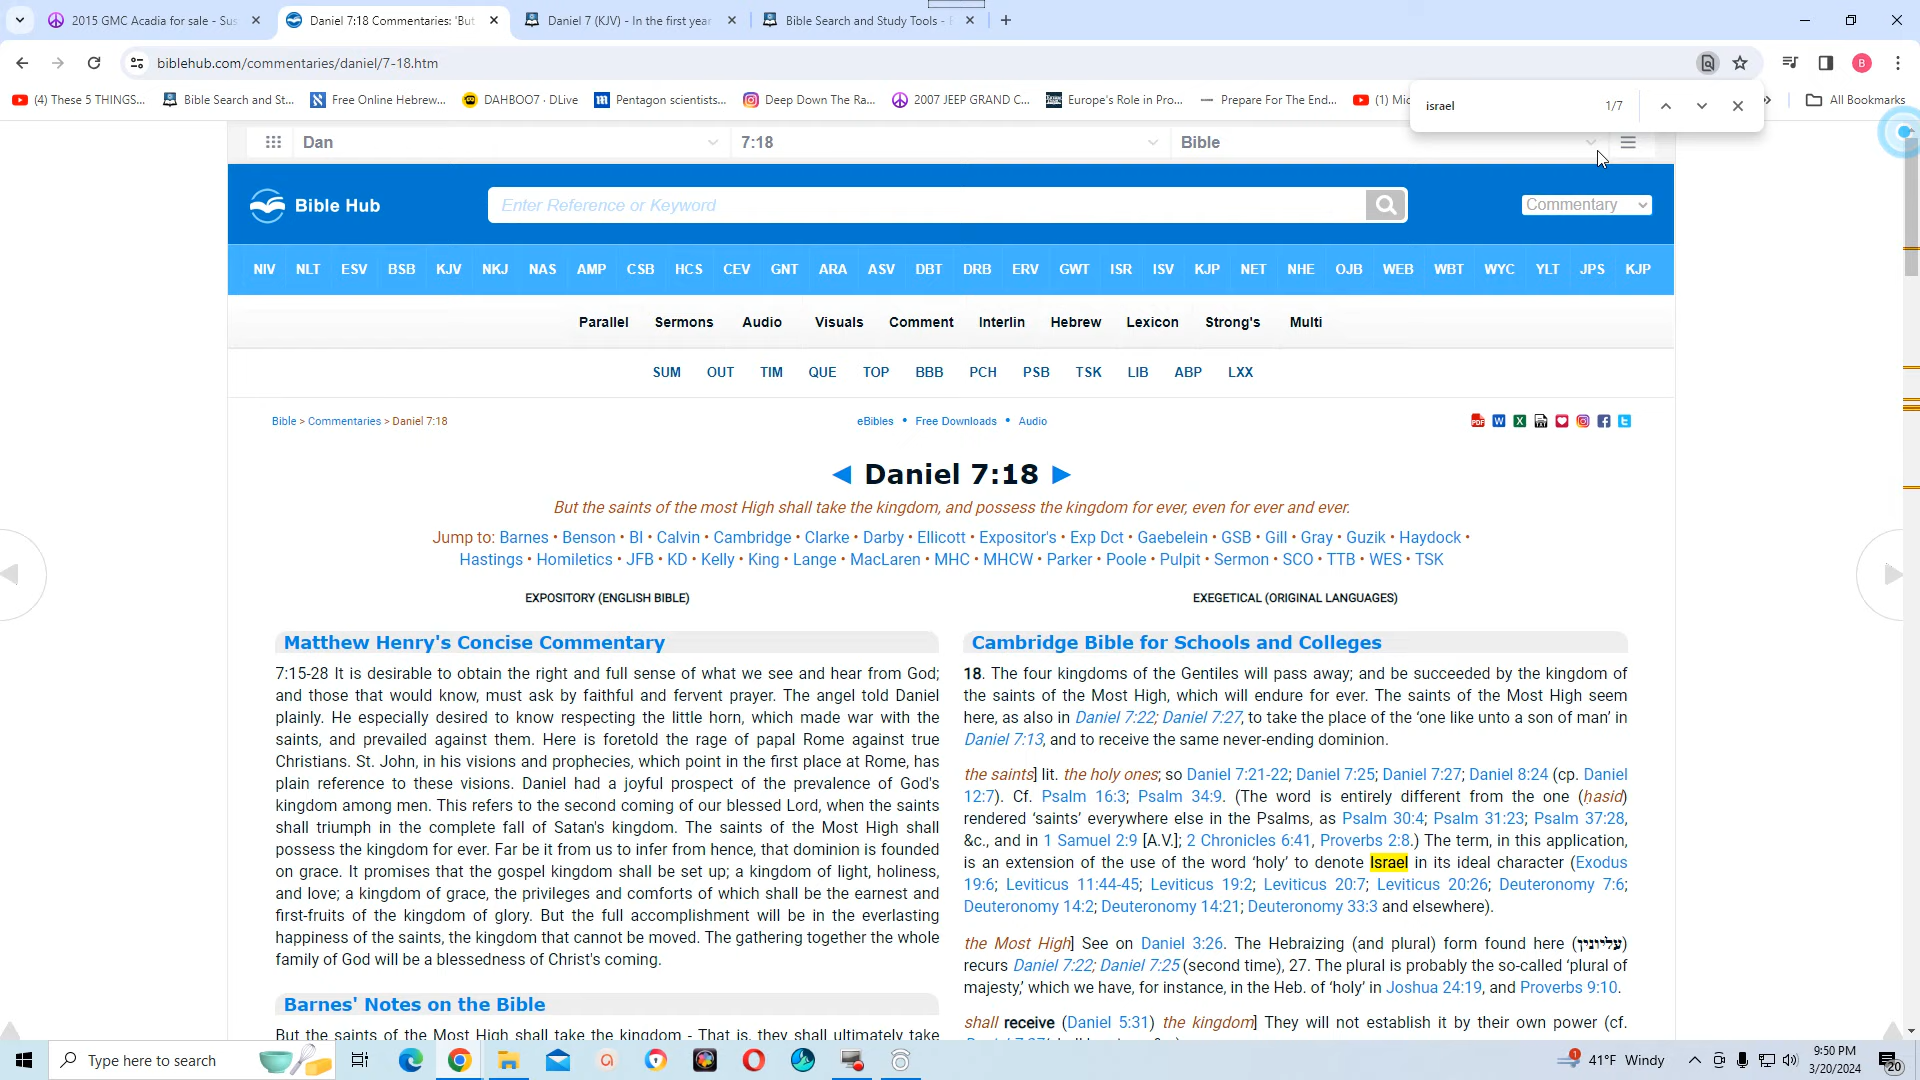 2015 GMC Acadia for sale - Sus
Daniel 7:18 Commentaries: 'But
Daniel 7 (KJV) - In the first year
Bible Search and Study Tools -
biblehub.com/commentaries/daniel/7-18.htm
B
(4) These 5 THINGS...
Bible Search and St...
Free Online Hebrew...
DAHBOO7 · DLive
Pentagon scientists...
Deep Down The Ra...
2007 JEEP GRAND C...
Europe's Role in Pro...
Prepare For The End...
(1) Mic
All Bookmarks
israel 1/7
Dan 7:18 Bible
Bible Hub
Enter Reference or Keyword
Commentary
NIV NLT ESV BSB KJV NKJ NAS AMP CSB HCS CEV GNT ARA ASV DBT DRB ERV GWT ISR ISV KJP NET NHE OJB WEB WBT WYC YLT JPS KJP
Parallel Sermons Audio Visuals Comment Interlin Hebrew Lexicon Strong's Multi
SUM OUT TIM QUE TOP BBB PCH PSB TSK LIB ABP LXX
Bible > Commentaries > Daniel 7:18
eBibles • Free Downloads • Audio
◄ Daniel 7:18 ►
But the saints of the most High shall take the kingdom, and possess the kingdom for ever, even for ever and ever.
Jump to: Barnes • Benson • BI • Calvin • Cambridge • Clarke • Darby • Ellicott • Expositor's • Exp Dct • Gaebelein • GSB • Gill • Gray • Guzik • Haydock •
Hastings • Homiletics • JFB • KD • Kelly • King • Lange • MacLaren • MHC • MHCW • Parker • Poole • Pulpit • Sermon • SCO • TTB • WES • TSK
EXPOSITORY (ENGLISH BIBLE)
Matthew Henry's Concise Commentary
7:15-28 It is desirable to obtain the right and full sense of what we see and hear from God;
and those that would know, must ask by faithful and fervent prayer. The angel told Daniel
plainly. He especially desired to know respecting the little horn, which made war with the
saints, and prevailed against them. Here is foretold the rage of papal Rome against true
Christians. St. John, in his visions and prophecies, which point in the first place at Rome, has
plain reference to these visions. Daniel had a joyful prospect of the prevalence of God's
kingdom among men. This refers to the second coming of our blessed Lord, when the saints
shall triumph in the complete fall of Satan's kingdom. The saints of the Most High shall
possess the kingdom for ever. Far be it from us to infer from hence, that dominion is founded
on grace. It promises that the gospel kingdom shall be set up; a kingdom of light, holiness,
and love; a kingdom of grace, the privileges and comforts of which shall be the earnest and
first-fruits of the kingdom of glory. But the full accomplishment will be in the everlasting
happiness of the saints, the kingdom that cannot be moved. The gathering together the whole
family of God will be a blessedness of Christ's coming.
Barnes' Notes on the Bible
But the saints of the Most High shall take the kingdom - That is, they shall ultimately take
EXEGETICAL (ORIGINAL LANGUAGES)
Cambridge Bible for Schools and Colleges
18. The four kingdoms of the Gentiles will pass away; and be succeeded by the kingdom of
the saints of the Most High, which will endure for ever. The saints of the Most High seem
here, as also in Daniel 7:22; Daniel 7:27, to take the place of the ‘one like unto a son of man’ in
Daniel 7:13, and to receive the same never-ending dominion.
the saints] lit. the holy ones; so Daniel 7:21-22; Daniel 7:25; Daniel 7:27; Daniel 8:24 (cp. Daniel
12:7). Cf. Psalm 16:3; Psalm 34:9. (The word is entirely different from the one (ḥasid)
rendered ‘saints’ everywhere else in the Psalms, as Psalm 30:4; Psalm 31:23; Psalm 37:28,
&c., and in 1 Samuel 2:9 [A.V.]; 2 Chronicles 6:41, Proverbs 2:8.) The term, in this application,
is an extension of the use of the word ‘holy’ to denote Israel in its ideal character (Exodus
19:6; Leviticus 11:44-45; Leviticus 19:2; Leviticus 20:7; Leviticus 20:26; Deuteronomy 7:6;
Deuteronomy 14:2; Deuteronomy 14:21; Deuteronomy 33:3 and elsewhere).
the Most High] See on Daniel 3:26. The Hebraizing (and plural) form found here (עליונין)
recurs Daniel 7:22; Daniel 7:25 (second time), 27. The plural is probably the so-called ‘plural of
majesty,’ which we have, for instance, in the Heb. of ‘holy’ in Joshua 24:19, and Proverbs 9:10.
shall receive (Daniel 5:31) the kingdom] They will not establish it by their own power (cf.
Type here to search
41°F Windy
9:50 PM
3/20/2024
20